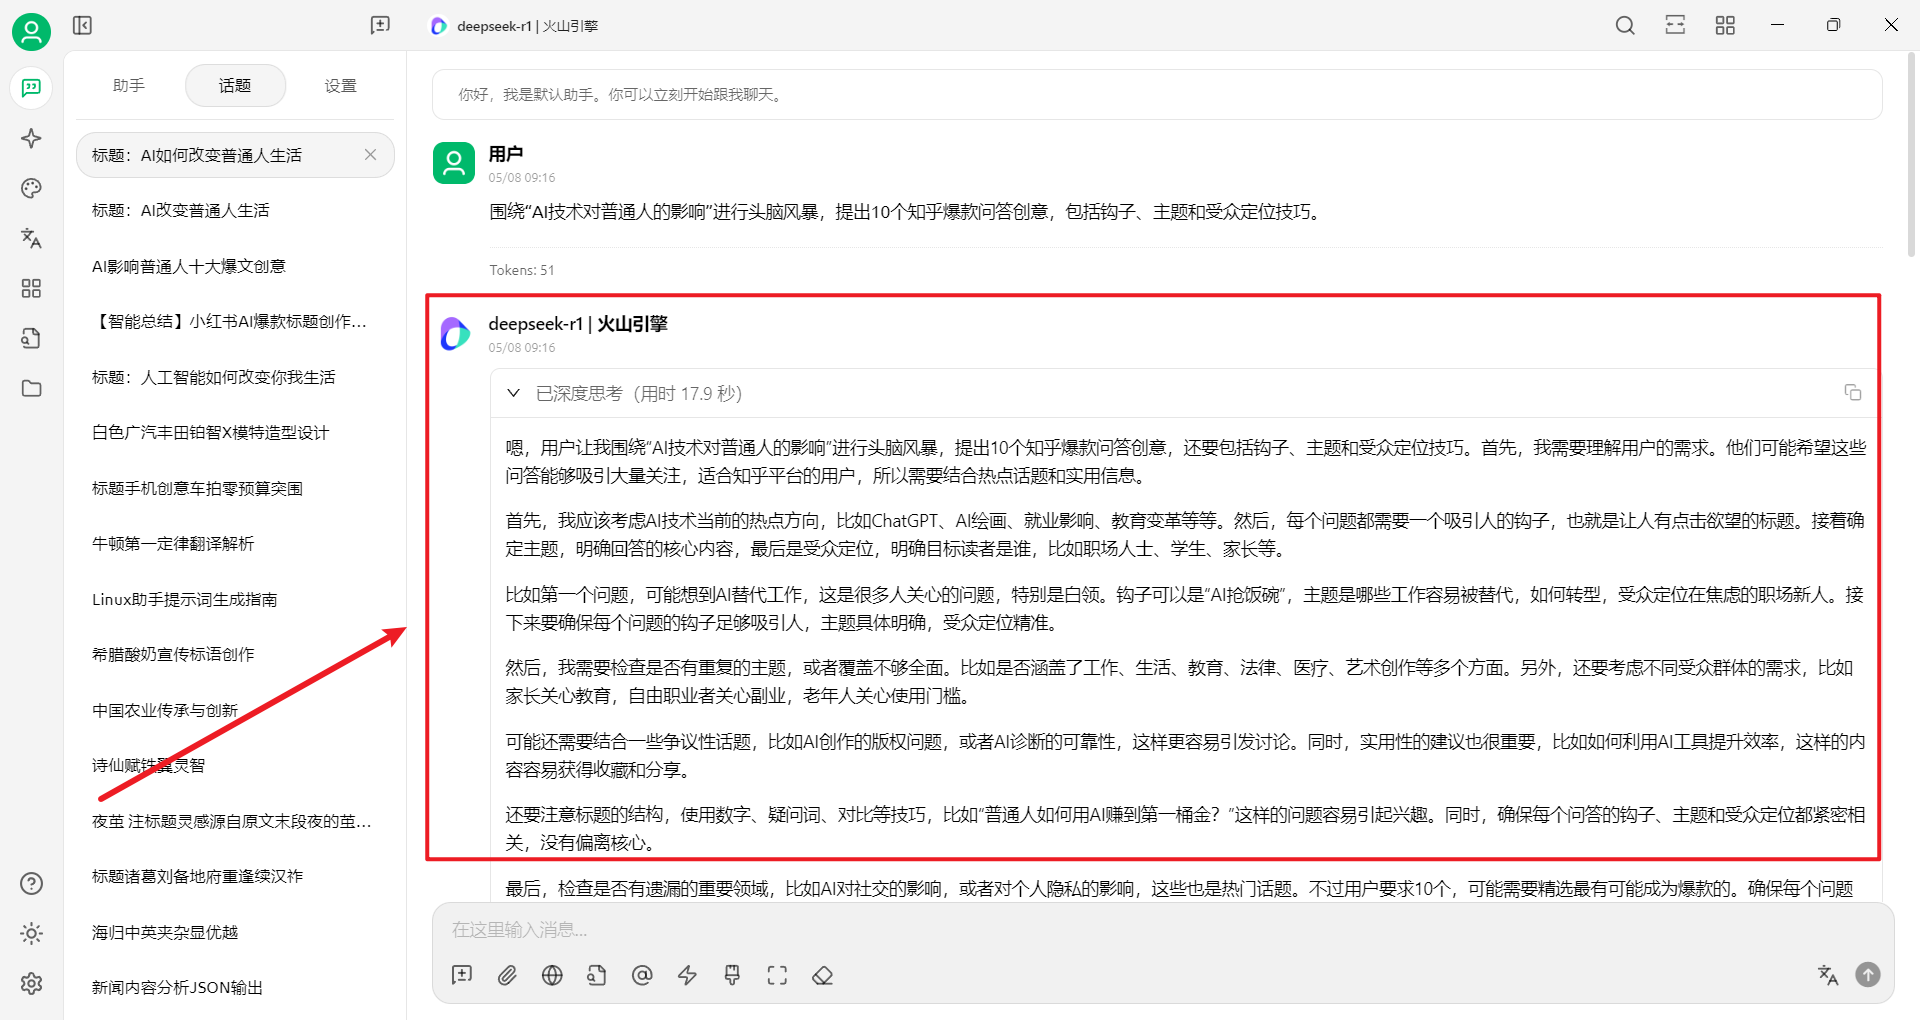 deepseek-r1 | 火山引擎
助手
话题
设置
标题：AI如何改变普通人生活
标题：AI改变普通人生活
AI影响普通人十大爆文创意
【智能总结】小红书AI爆款标题创作...
标题：人工智能如何改变你我生活
白色广汽丰田铂智X模特造型设计
标题手机创意车拍零预算突围
牛顿第一定律翻译解析
Linux助手提示词生成指南
希腊酸奶宣传标语创作
中国农业传承与创新
诗仙赋铁翼灵智
夜茧 注标题灵感源自原文末段夜的茧...
标题诸葛刘备地府重逢续汉祚
海归中英夹杂显优越
新闻内容分析JSON输出
你好，我是默认助手。你可以立刻开始跟我聊天。
用户
05/08 09:16
围绕“AI技术对普通人的影响”进行头脑风暴，提出10个知乎爆款问答创意，包括钩子、主题和受众定位技巧。
Tokens: 51
deepseek-r1 | 火山引擎
05/08 09:16
已深度思考（用时 17.9 秒）
嗯，用户让我围绕“AI技术对普通人的影响”进行头脑风暴，提出10个知乎爆款问答创意，还要包括钩子、主题和受众定位技巧。首先，我需要理解用户的需求。他们可能希望这些
问答能够吸引大量关注，适合知乎平台的用户，所以需要结合热点话题和实用信息。
首先，我应该考虑AI技术当前的热点方向，比如ChatGPT、AI绘画、就业影响、教育变革等等。然后，每个问题都需要一个吸引人的钩子，也就是让人有点击欲望的标题。接着确
定主题，明确回答的核心内容，最后是受众定位，明确目标读者是谁，比如职场人士、学生、家长等。
比如第一个问题，可能想到AI替代工作，这是很多人关心的问题，特别是白领。钩子可以是“AI抢饭碗”，主题是哪些工作容易被替代，如何转型，受众定位在焦虑的职场新人。接
下来要确保每个问题的钩子足够吸引人，主题具体明确，受众定位精准。
然后，我需要检查是否有重复的主题，或者覆盖不够全面。比如是否涵盖了工作、生活、教育、法律、医疗、艺术创作等多个方面。另外，还要考虑不同受众群体的需求，比如
家长关心教育，自由职业者关心副业，老年人关心使用门槛。
可能还需要结合一些争议性话题，比如AI创作的版权问题，或者AI诊断的可靠性，这样更容易引发讨论。同时，实用性的建议也很重要，比如如何利用AI工具提升效率，这样的内
容容易获得收藏和分享。
还要注意标题的结构，使用数字、疑问词、对比等技巧，比如“普通人如何用AI赚到第一桶金？”这样的问题容易引起兴趣。同时，确保每个问答的钩子、主题和受众定位都紧密相
关，没有偏离核心。
最后，检查是否有遗漏的重要领域，比如AI对社交的影响，或者对个人隐私的影响，这些也是热门话题。不过用户要求10个，可能需要精选最有可能成为爆款的。确保每个问题
在这里输入消息...